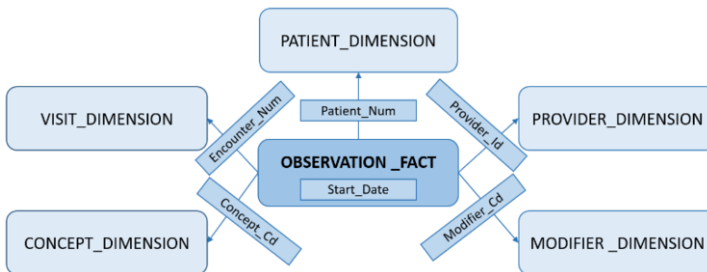 PATIENT_DIMENSION
VISIT_DIMENSION
Encounter_Num
Patient_Num
Provider_Id
PROVIDER_DIMENSION
OBSERVATION _FACT
Start_Date
Concept_Cd
Modifier_Cd
CONCEPT_DIMENSION
MODIFIER _DIMENSION